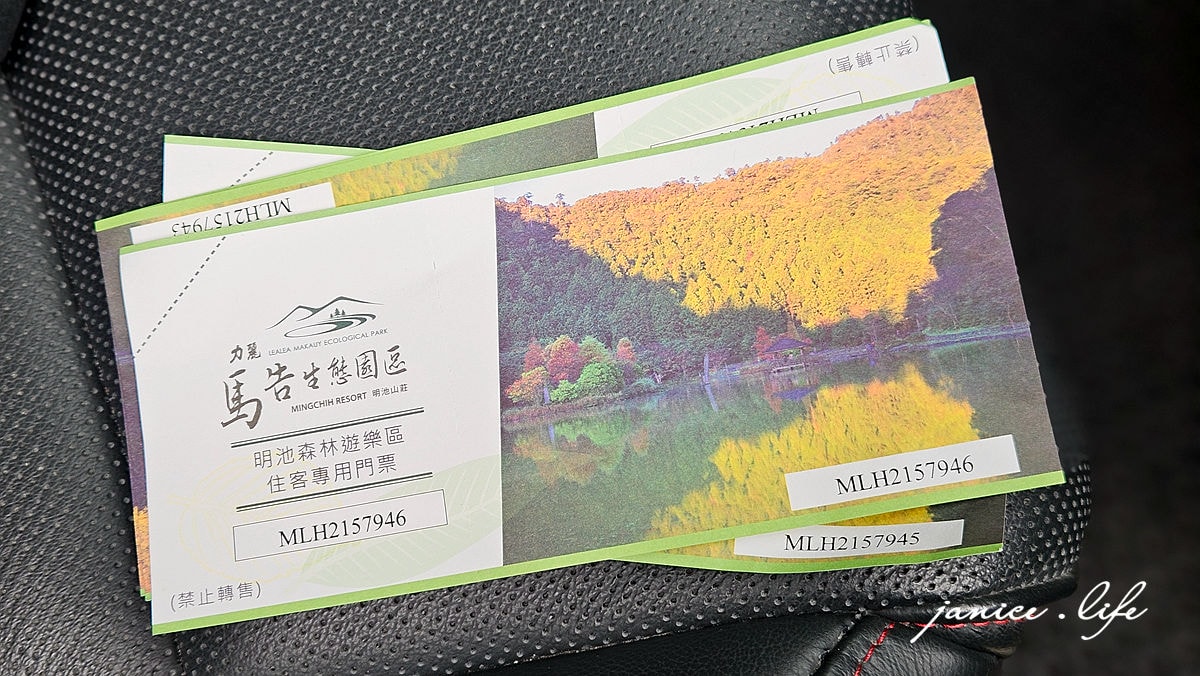 (禁止轉售)
MLH2157943
力麗 LEALEA MAKAUY ECOLOGICAL PARK
馬告生態園區
MINGCHIH RESORT 明池山莊
明池森林遊樂區
住客專用門票
MLH2157946
(禁止轉售)
MLH2157946
MLH2157945
janice.life